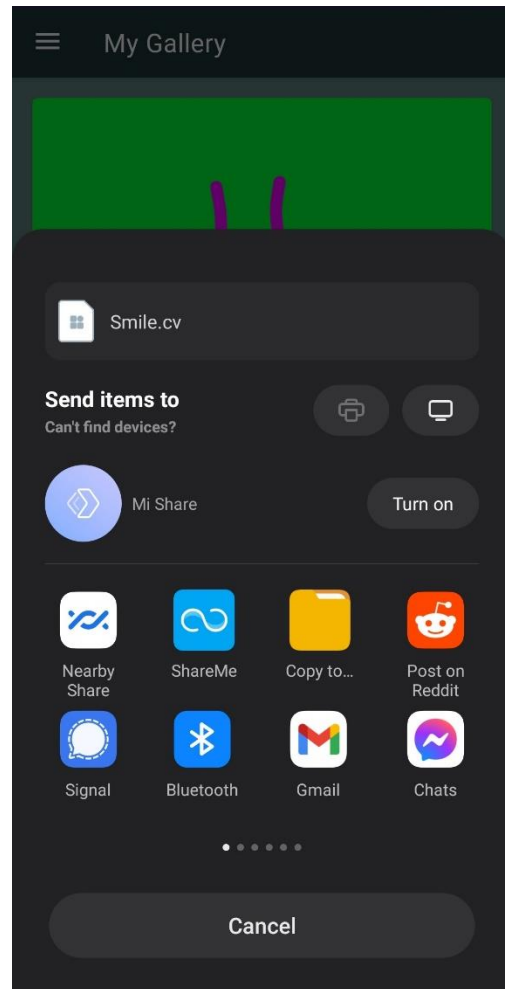 My Gallery
Smile.cv
Send items to
Can't find devices?
Mi Share
Turn on
Nearby
Share
ShareMe
Copy to...
Post on
Reddit
Signal
Bluetooth
Gmail
Chats
Cancel